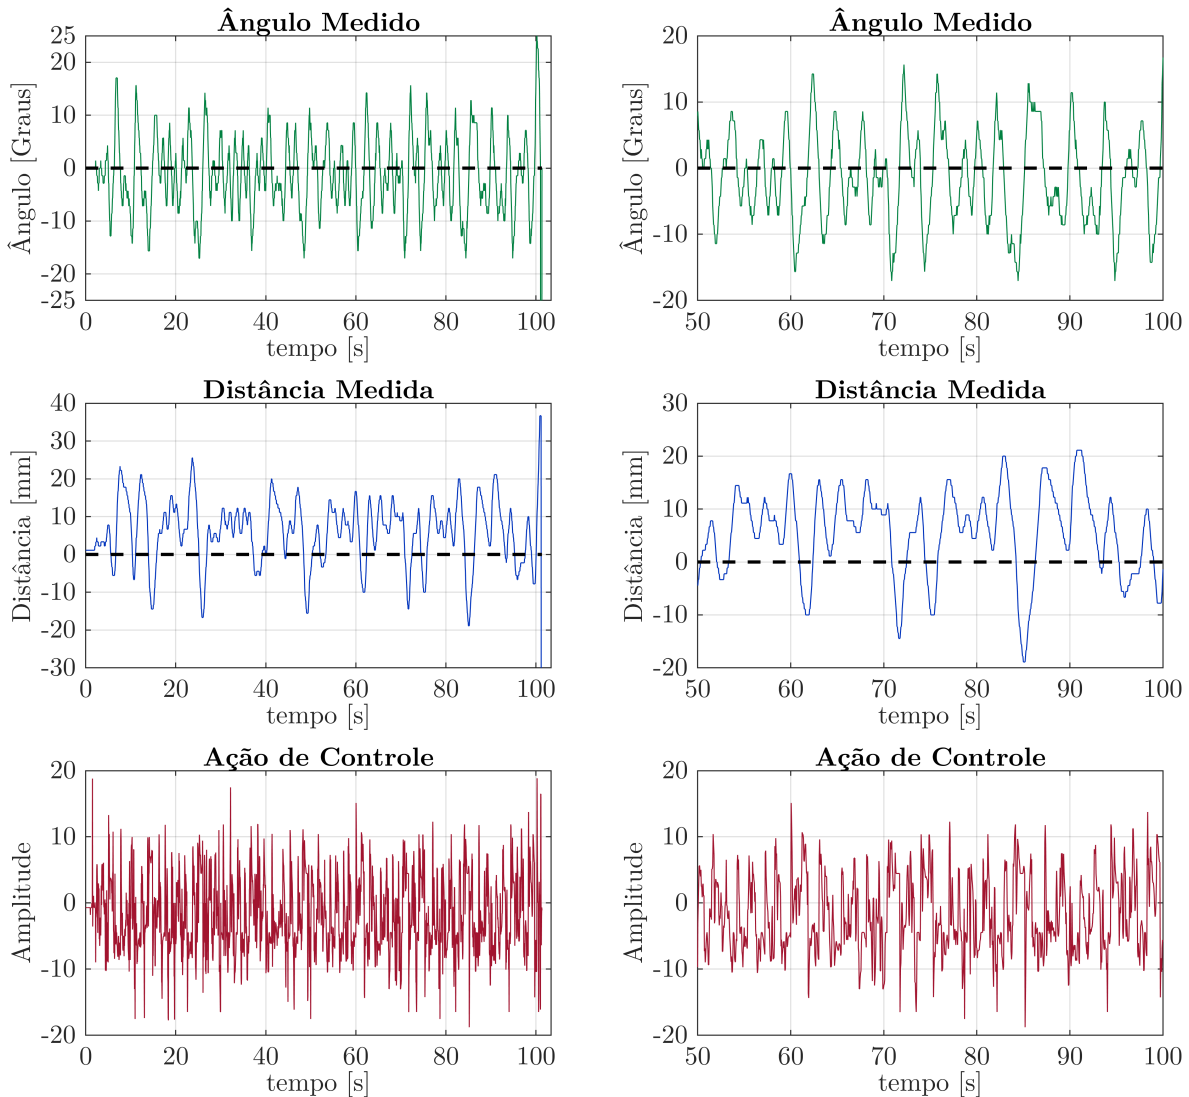 Ângulo Medido
25
20
10
0
-10
-20
-25
Ângulo [Graus]
0 20 40 60 80 100
tempo [s]
Ângulo Medido
20
10
0
-10
-20
Ângulo [Graus]
50 60 70 80 90 100
tempo [s]
Distância Medida
40
30
20
10
0
-10
-20
-30
Distância [mm]
0 20 40 60 80 100
tempo [s]
Distância Medida
30
20
10
0
-10
-20
Distância [mm]
50 60 70 80 90 100
tempo [s]
Ação de Controle
20
10
0
-10
-20
Amplitude
0 20 40 60 80 100
tempo [s]
Ação de Controle
20
10
0
-10
-20
Amplitude
50 60 70 80 90 100
tempo [s]